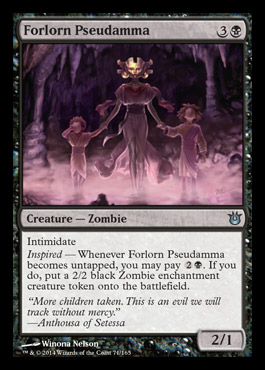 Forlorn Pseudamma 3
Creature — Zombie
Intimidate
Inspired — Whenever Forlorn Pseudamma
becomes untapped, you may pay 2. If you
do, put a 2/2 black Zombie enchantment
creature token onto the battlefield.
“More children taken. This is an evil we will
track without mercy.”
—Anthousa of Setessa
Winona Nelson
™ & © 2014 Wizards of the Coast 71/165
2/1